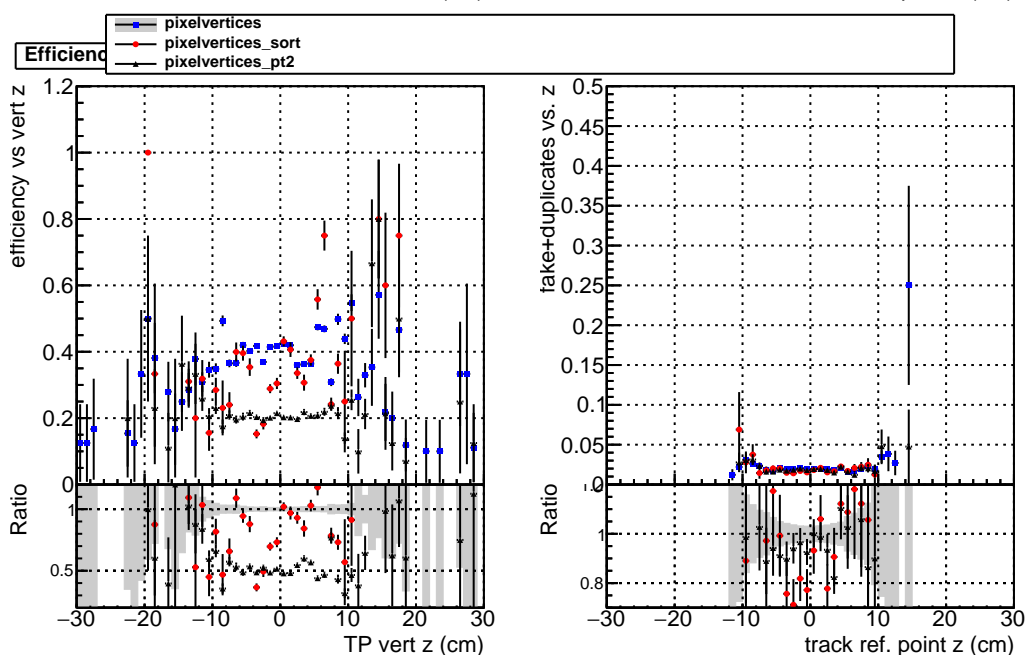 pixelvertices
pixelvertices_sort
pixelvertices_pt2
Efficienc
efficiency vs vert z
1.2
1
0.8
0.6
0.4
0.2
0
Ratio
1
0.5
−30 −20 −10 0 10 20 30
TP vert z (cm)
fake+duplicates vs. z
0.5
0.45
0.4
0.35
0.3
0.25
0.2
0.15
0.1
0.05
0
Ratio
1
0.8
−30 −20 −10 0 10 20 30
track ref. point z (cm)